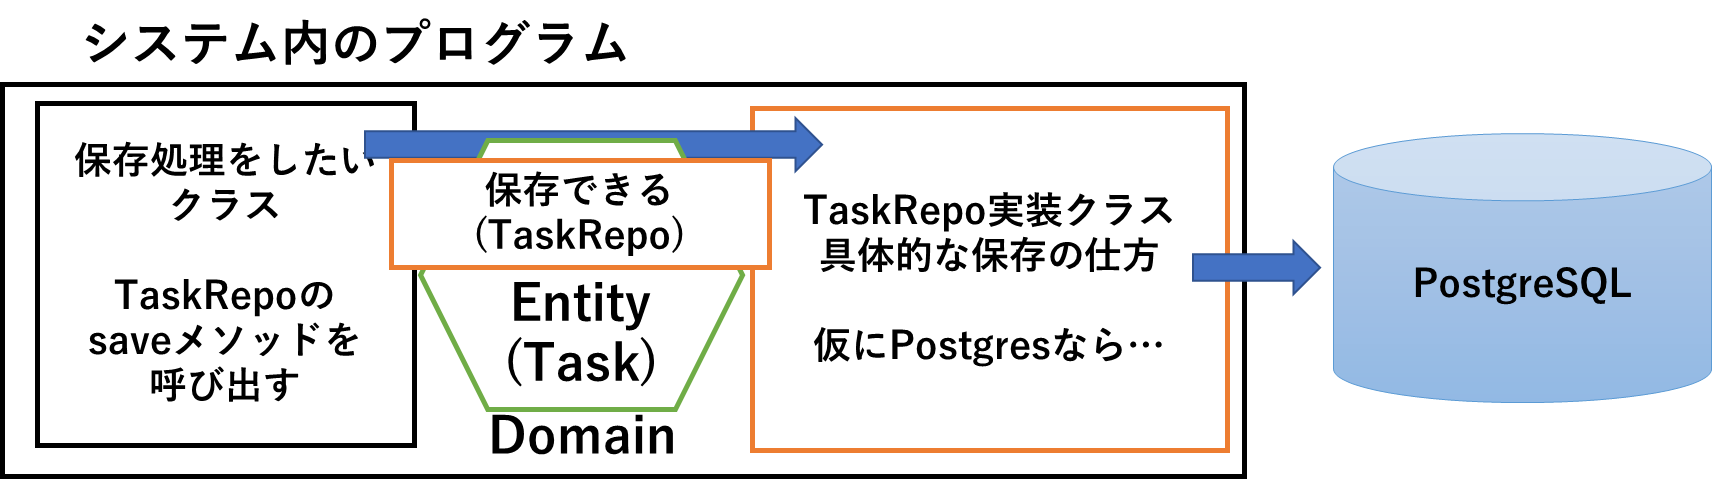 システム内のプログラム
保存処理をしたい
クラス
TaskRepoの
saveメソッドを
呼び出す
保存できる
(TaskRepo)
Entity
(Task)
Domain
TaskRepo実装クラス
具体的な保存の仕方
仮にPostgresなら…
PostgreSQL